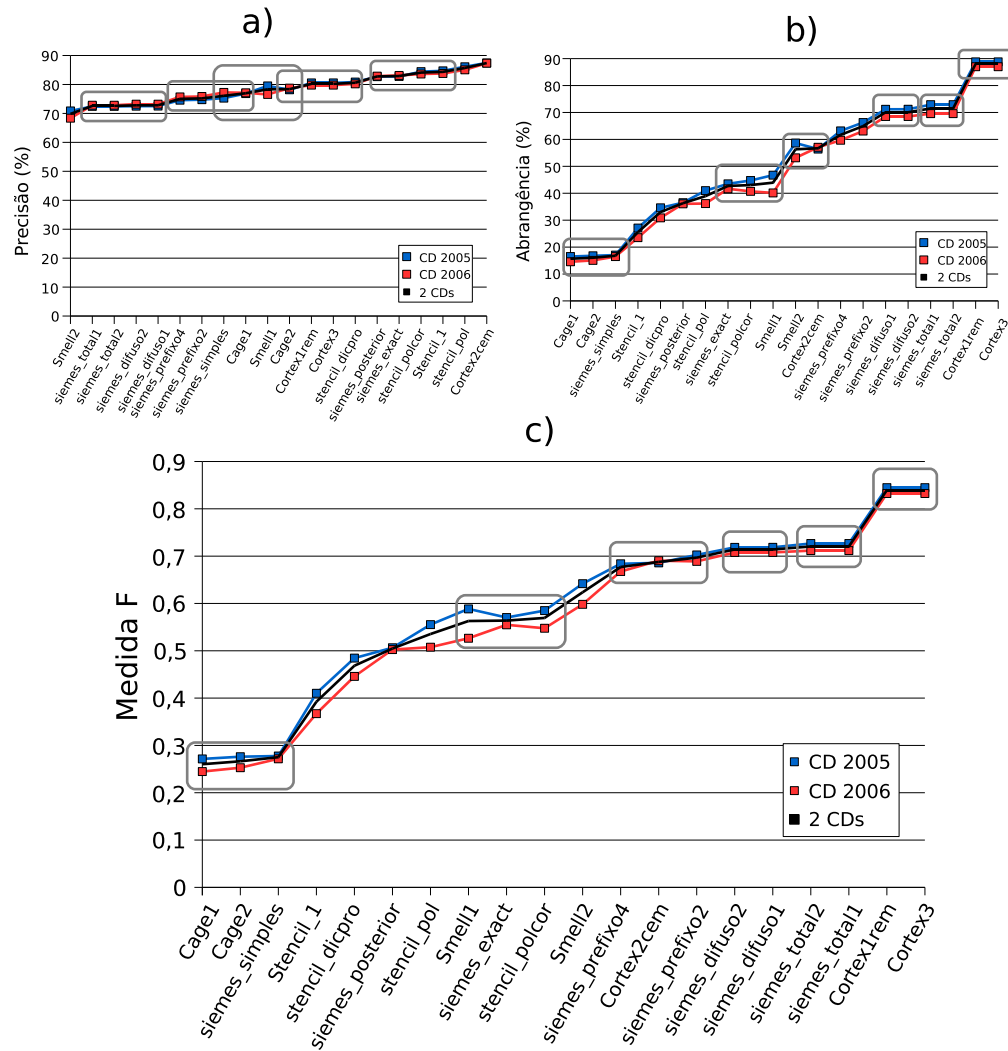 a)
90
80
70
60
50
40
30
20
10
0
Precisão (%)
CD 2005
CD 2006
2 CDs
Smell2
siemes_total1
siemes_total2
siemes_difuso2
siemes_difuso1
siemes_prefixo4
siemes_prefixo2
siemes_simples
Cage1
Smell1
Cage2
Cortex1rem
Cortex3
stencil_dicpro
siemes_posterior
siemes_exact
stencil_polcor
Stencil_1
stencil_pol
Cortex2cem
b)
90
80
70
60
50
40
30
20
10
0
Abrangência (%)
CD 2005
CD 2006
2 CDs
Cage1
Cage2
siemes_simples
Stencil_1
stencil_dicpro
siemes_posterior
stencil_pol
siemes_exact
stencil_polcor
Smell1
Smell2
Cortex2cem
siemes_prefixo4
siemes_prefixo2
siemes_difuso1
siemes_difuso2
siemes_total1
siemes_total2
Cortex1rem
Cortex3
c)
0,9
0,8
0,7
0,6
0,5
0,4
0,3
0,2
0,1
0
Medida F
CD 2005
CD 2006
2 CDs
Cage1
Cage2
siemes_simples
Stencil_1
stencil_dicpro
siemes_posterior
stencil_pol
Smell1
siemes_exact
stencil_polcor
Smell2
siemes_prefixo4
Cortex2cem
siemes_prefixo2
siemes_difuso2
siemes_difuso1
siemes_total2
siemes_total1
Cortex1rem
Cortex3